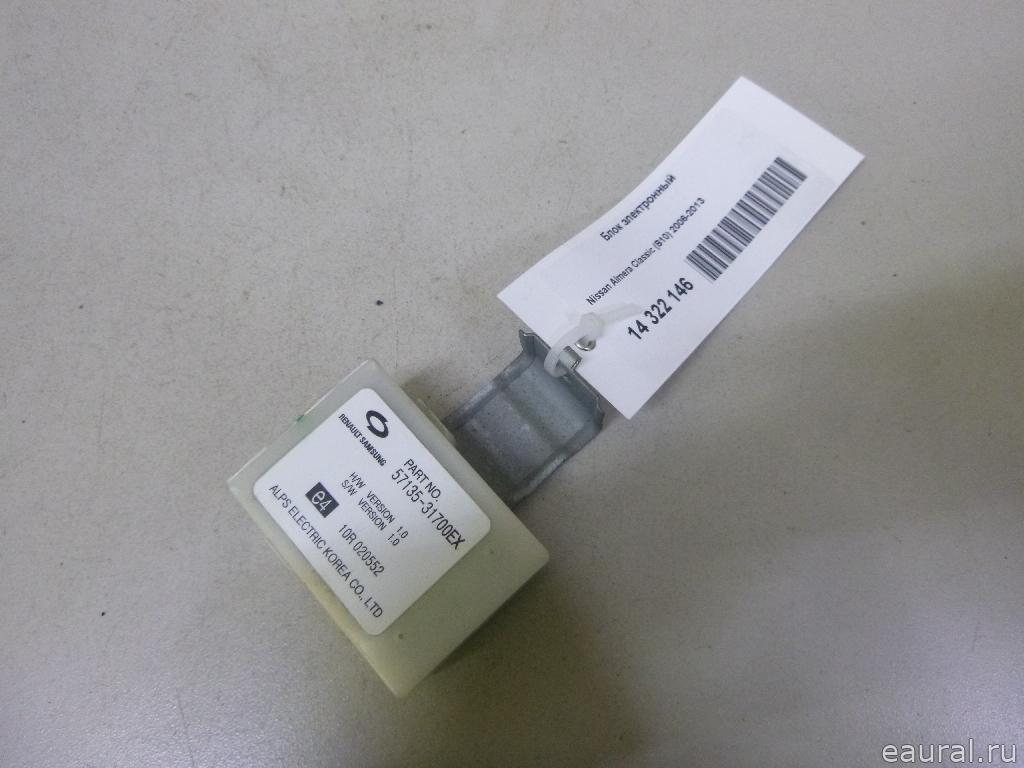 Блок электронный
Nissan Almera Classic (B10) 2006-2013
14 322 146
RENAULT SAMSUNG
PART NO.
57135-31700EX
H/W VERSION 1.0
S/W VERSION 1.0
e4 10R 020552
ALPS ELECTRIC KOREA CO., LTD
eaural.ru